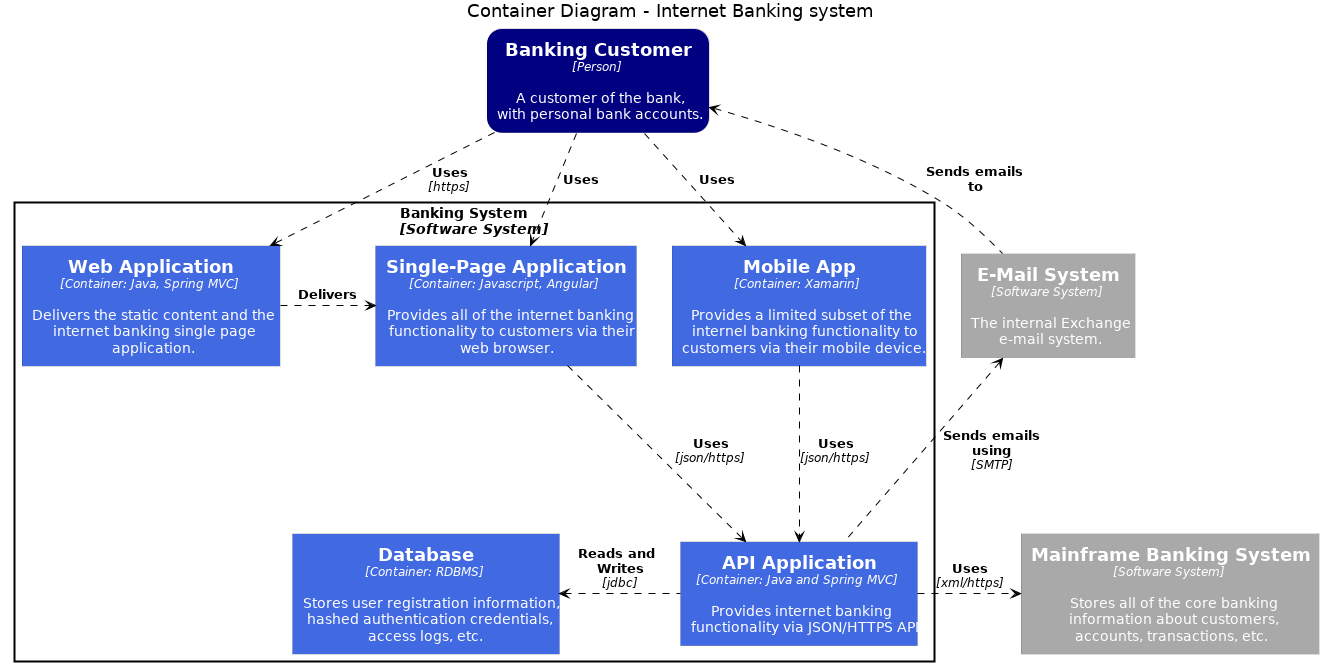 Container Diagram - Internet Banking system
Banking Customer
[Person]
A customer of the bank,
with personal bank accounts.
Uses
[https]
Uses
Uses
Sends emails
to
Banking System
[Software System]
Web Application
[Container: Java, Spring MVC]
Delivers the static content and the
internet banking single page
application.
Delivers
Single-Page Application
[Container: Javascript, Angular]
Provides all of the internet banking
functionality to customers via their
web browser.
Mobile App
[Container: Xamarin]
Provides a limited subset of the
internet banking functionality to
customers via their mobile device.
E-Mail System
[Software System]
The internal Exchange
e-mail system.
Uses
[json/https]
Uses
[json/https]
Sends emails
using
[SMTP]
Database
[Container: RDBMS]
Stores user registration information,
hashed authentication credentials,
access logs, etc.
Reads and
Writes
[jdbc]
API Application
[Container: Java and Spring MVC]
Provides internet banking
functionality via JSON/HTTPS API
Uses
[xml/https]
Mainframe Banking System
[Software System]
Stores all of the core banking
information about customers,
accounts, transactions, etc.